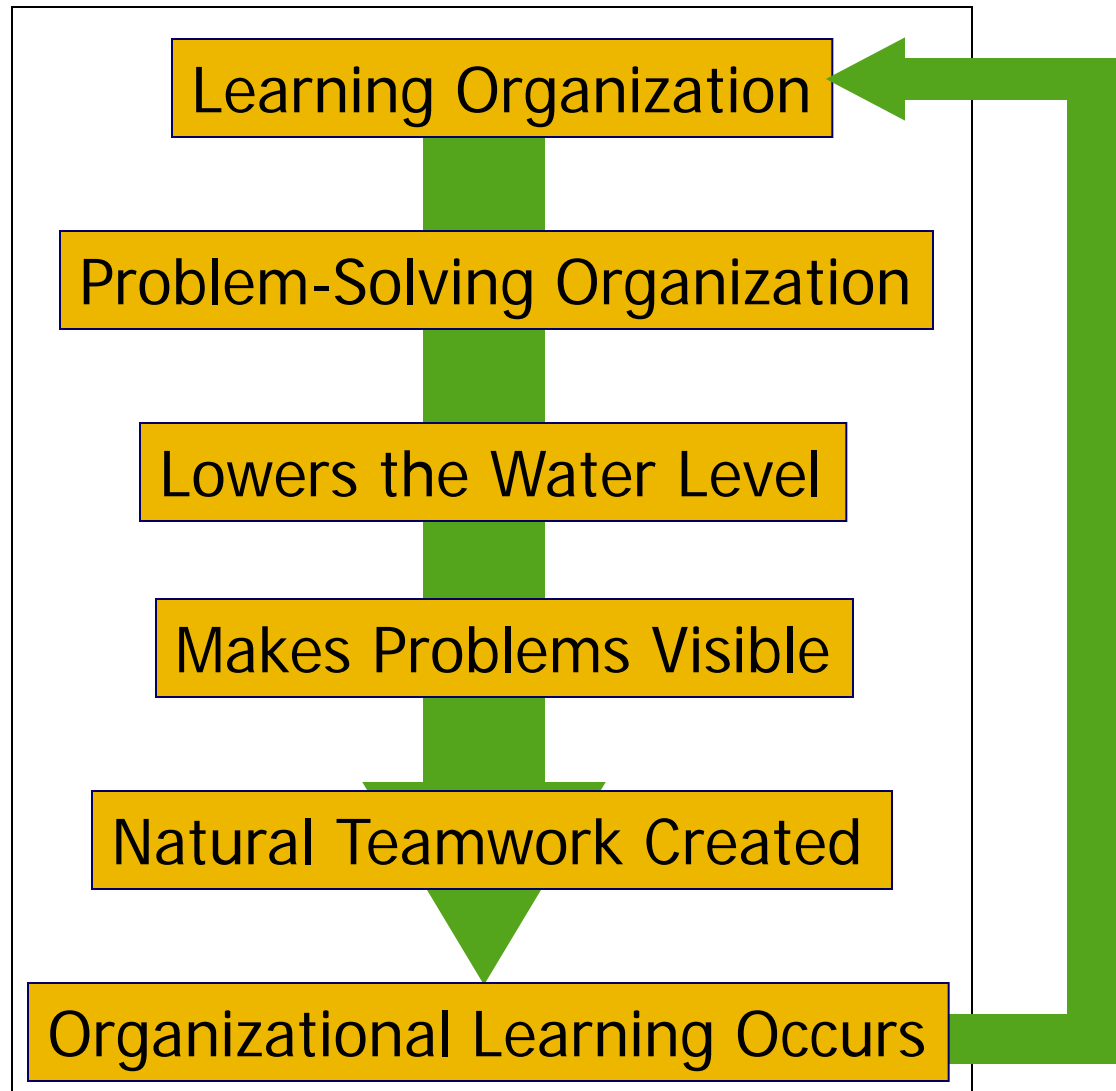 Learning Organization
Problem-Solving Organization
Lowers the Water Level
Makes Problems Visible
Natural Teamwork Created
Organizational Learning Occurs